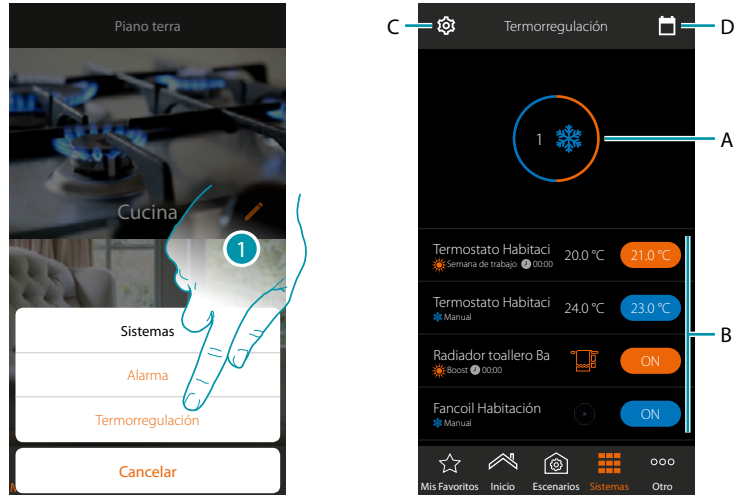 Piano terra
Cucina
1
Sistemas
Alarma
Termorregulación
Cancelar
C
Termorregulación
D
1
A
Termostato Habitaci
Semana de trabajo 00:00
20.0 °C
21.0 °C
Termostato Habitaci
Manual
24.0 °C
23.0 °C
B
Radiador toallero Ba
Boost 00:00
ON
Fancoil Habitación
Manual
ON
Mis Favoritos
Inicio
Escenarios
Sistemas
Otro